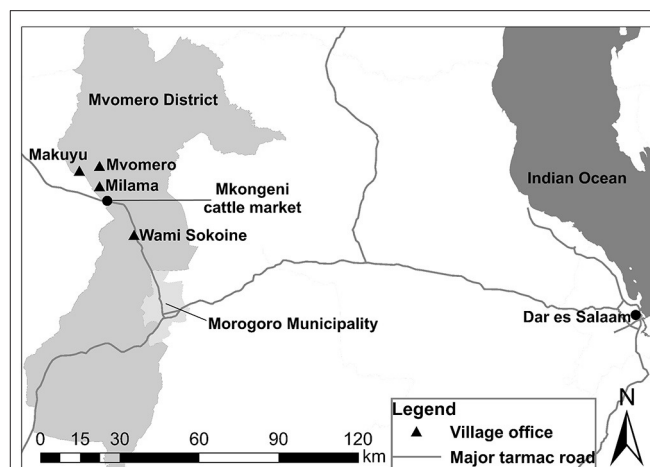 Mvomero District
Makuyu
Mvomero
Milama
Mkongeni
cattle market
Indian Ocean
Wami Sokoine
Morogoro Municipality
Dar es Salaam
N
Legend
Village office
Major tarmac road
0 15 30 60 90 120
km